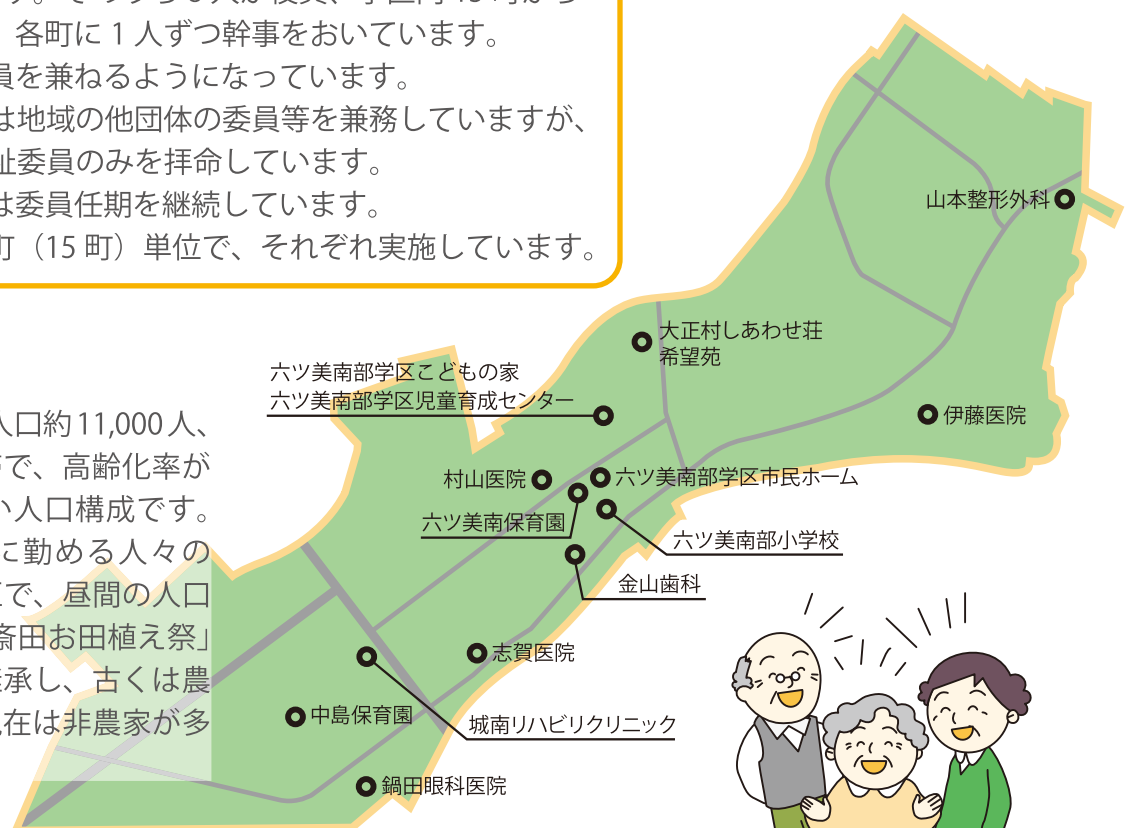 各町に1人ずつ幹事をおいています。
員を兼ねるようになっています。
は地域の他団体の委員等を兼務していますが、
祉委員のみを拝命しています。
は委員任期を継続しています。
町（15 町）単位で、それぞれ実施しています。
人口約 11,000 人、
で、高齢化率が
い人口構成です。
に勤める人々の
で、昼間の人口
斎田お田植え祭」
承し、古くは農
在は非農家が多
山本整形外科
大正村しあわせ荘
希望苑
六ツ美南部学区こどもの家
六ツ美南部学区児童育成センター
伊藤医院
村山医院
六ツ美南部学区市民ホーム
六ツ美南保育園
六ツ美南部小学校
金山歯科
志賀医院
中島保育園
城南リハビリクリニック
鍋田眼科医院